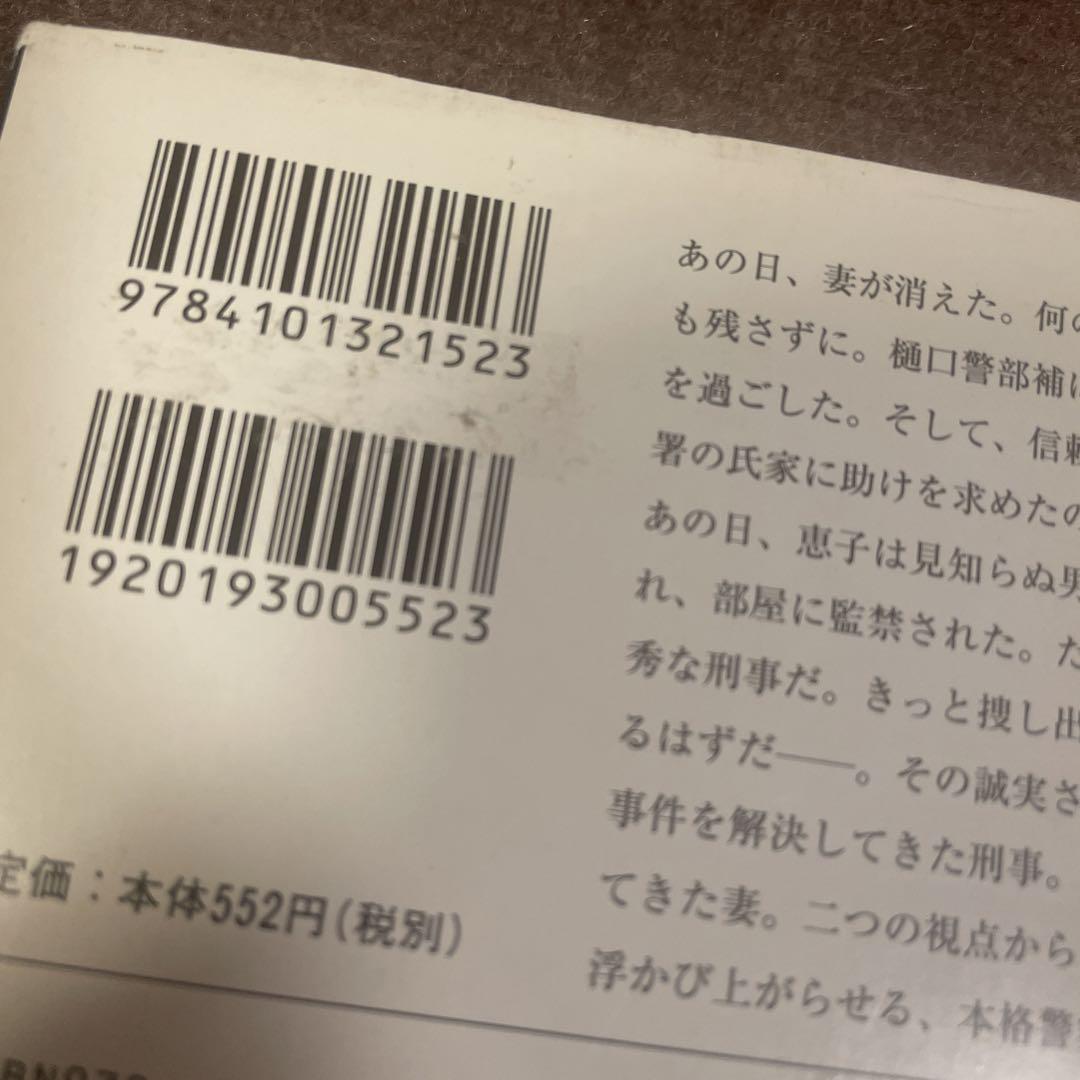 9784101321523
1920193005523
定価：本体552円（税別）
あの日、妻が消えた。何の
も残さずに。樋口警部補は
を過ごした。そして、信頼
署の氏家に助けを求めたの
あの日、恵子は見知らぬ男
れ、部屋に監禁された。だ
秀な刑事だ。きっと捜し出
るはずだ――。その誠実さ
事件を解決してきた刑事。
てきた妻。二つの視点から
浮かび上がらせる、本格警